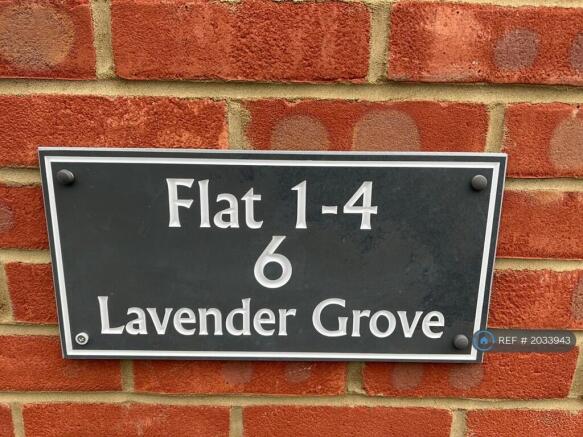 Flat 1-4
6
Lavender Grove
REF # 2033943